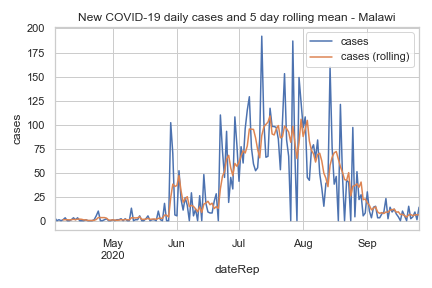 New COVID-19 daily cases and 5 day rolling mean - Malawi
200
175
150
125
100
75
50
25
0
cases
cases
cases (rolling)
May
2020
Jun
Jul
Aug
Sep
dateRep